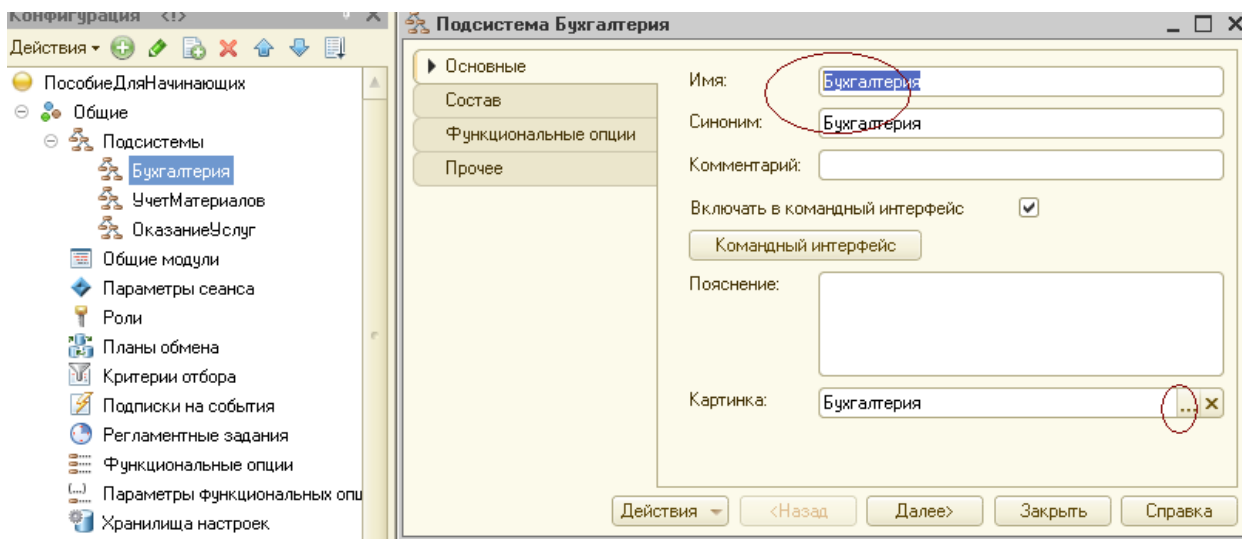 Конфигурация <!>
Действия
ПособиеДляНачинающих
Общие
Подсистемы
Бухгалтерия
УчетМатериалов
ОказаниеУслуг
Общие модули
Параметры сеанса
Роли
Планы обмена
Критерии отбора
Подписки на события
Регламентные задания
Функциональные опции
Параметры функциональных опц
Хранилища настроек
Подсистема Бухгалтерия
Основные
Состав
Функциональные опции
Прочее
Имя: Бухгалтерия
Синоним: Бухгалтерия
Комментарий:
Включать в командный интерфейс
Командный интерфейс
Пояснение:
Картинка: Бухгалтерия ...
Действия <Назад Далее> Закрыть Справка